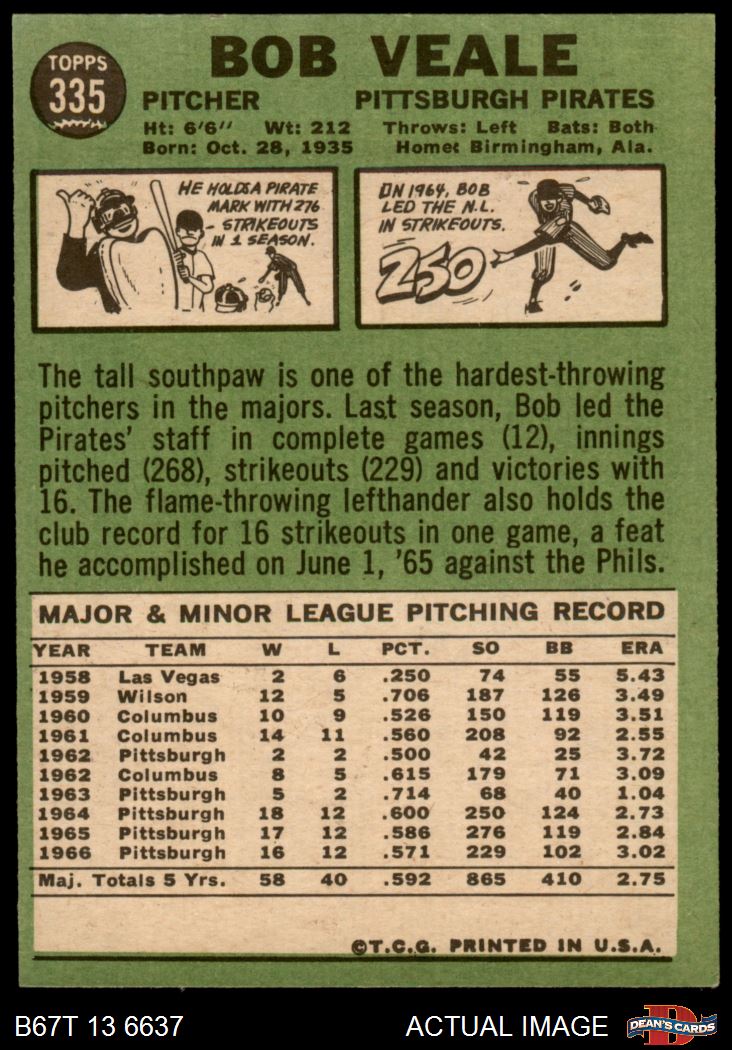 BOB VEALE
TOPPS
335
PITCHER PITTSBURGH PIRATES
Ht: 6'6" Wt: 212 Throws: Left Bats: Both
Born: Oct. 28, 1935 Home: Birmingham, Ala.
HE HOLDS A PIRATE
MARK WITH 276
STRIKEOUTS
IN 1 SEASON.
IN 1964, BOB
LED THE N.L.
IN STRIKEOUTS.
250
The tall southpaw is one of the hardest-throwing
pitchers in the majors. Last season, Bob led the
Pirates' staff in complete games (12), innings
pitched (268), strikeouts (229) and victories with
16. The flame-throwing lefthander also holds the
club record for 16 strikeouts in one game, a feat
he accomplished on June 1, '65 against the Phils.
MAJOR & MINOR LEAGUE PITCHING RECORD
YEAR TEAM W L PCT. SO BB ERA
1958 Las Vegas 2 6 .250 74 55 5.43
1959 Wilson 12 5 .706 187 126 3.49
1960 Columbus 10 9 .526 150 119 3.51
1961 Columbus 14 11 .560 208 92 2.55
1962 Pittsburgh 2 2 .500 42 25 3.72
1962 Columbus 8 5 .615 179 71 3.09
1963 Pittsburgh 5 2 .714 68 40 1.04
1964 Pittsburgh 18 12 .600 250 124 2.73
1965 Pittsburgh 17 12 .586 276 119 2.84
1966 Pittsburgh 16 12 .571 229 102 3.02
Maj. Totals 5 Yrs. 58 40 .592 865 410 2.75
©T.C.G. PRINTED IN U.S.A.
B67T 13 6637 ACTUAL IMAGE DEAN'S CARDS